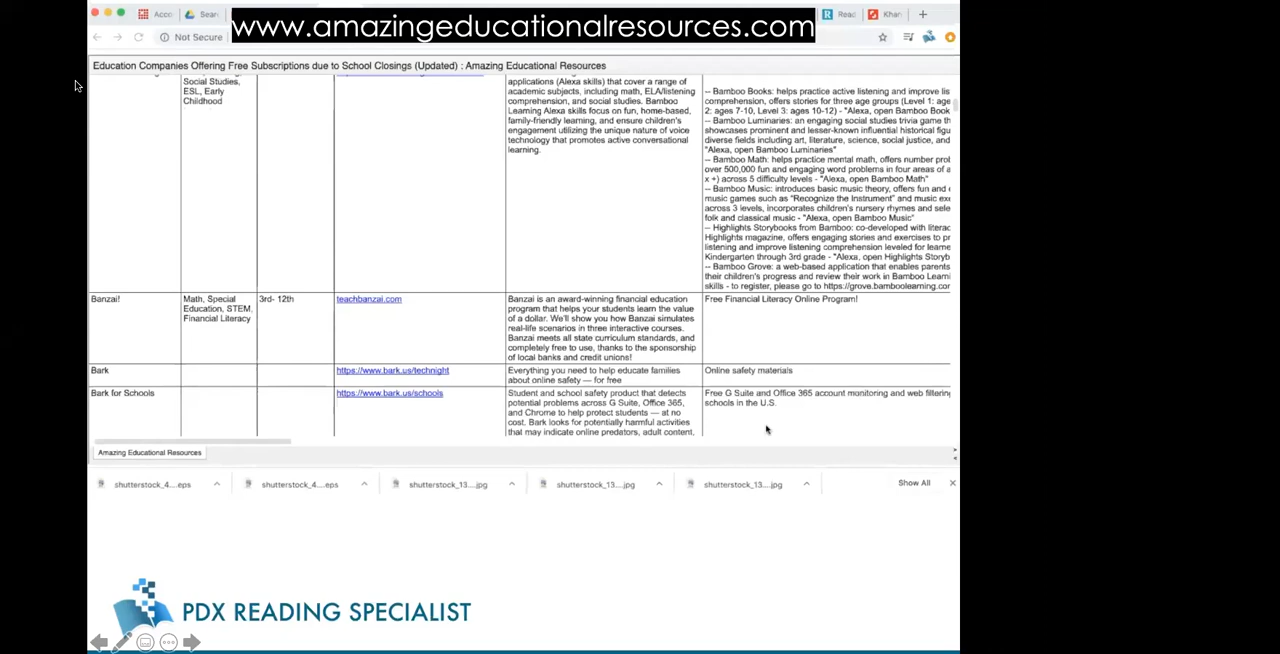 www.amazingeducationalresources.com
Acco
Sear
Read
Khan
Not Secure
Education Companies Offering Free Subscriptions due to School Closings (Updated) : Amazing Educational Resources
Social Studies,
ESL, Early
Childhood
applications (Alexa skills) that cover a range of
academic subjects, including math, ELA/listening
comprehension, and social studies. Bamboo
Learning Alexa skills focus on fun, home-based,
family-friendly learning, and ensure children's
engagement utilizing the unique nature of voice
technology that promotes active conversational
learning.
-- Bamboo Books: helps practice active listening and improve lis
comprehension, offers stories for three age groups (Level 1: age
2: ages 7-10, Level 3: ages 10-12) - "Alexa, open Bamboo Book
-- Bamboo Luminaries: an engaging social studies trivia game th
showcases prominent and lesser-known influential historical figu
diverse fields including art, literature, science, social justice, and
"Alexa, open Bamboo Luminaries"
-- Bamboo Math: helps practice mental math, offers number prol
over 500,000 fun and engaging word problems in four areas of a
x +) across 5 difficulty levels - "Alexa, open Bamboo Math"
-- Bamboo Music: introduces basic music theory, offers fun and e
music games such as "Recognize the Instrument" and music exe
across 3 levels, incorporates children's nursery rhymes and sele
folk and classical music - "Alexa, open Bamboo Music"
-- Highlights Storybooks from Bamboo: co-developed with literac
Highlights magazine, offers engaging stories and exercises to pr
listening and improve listening comprehension leveled for learne
Kindergarten through 3rd grade - "Alexa, open Highlights Storyb
-- Bamboo Grove: a web-based application that enables parents
their children's progress and review their work in Bamboo Learni
skills - to register, please go to https://grove.bamboolearning.cor
Banzai!
Math, Special
Education, STEM,
Financial Literacy
3rd- 12th
teachbanzai.com
Banzai is an award-winning financial education
program that helps your students learn the value
of a dollar. We'll show you how Banzai simulates
real-life scenarios in three interactive courses.
Banzai meets all state curriculum standards, and
completely free to use, thanks to the sponsorship
of local banks and credit unions!
Free Financial Literacy Online Program!
Bark
https://www.bark.us/technight
Everything you need to help educate families
about online safety — for free
Online safety materials
Bark for Schools
https://www.bark.us/schools
Student and school safety product that detects
potential problems across G Suite, Office 365,
and Chrome to help protect students — at no
cost. Bark looks for potentially harmful activities
that may indicate online predators, adult content,
Free G Suite and Office 365 account monitoring and web filtering
schools in the U.S.
Amazing Educational Resources
shutterstock_4....eps
shutterstock_4....eps
shutterstock_13....jpg
shutterstock_13....jpg
shutterstock_13....jpg
Show All
PDX READING SPECIALIST